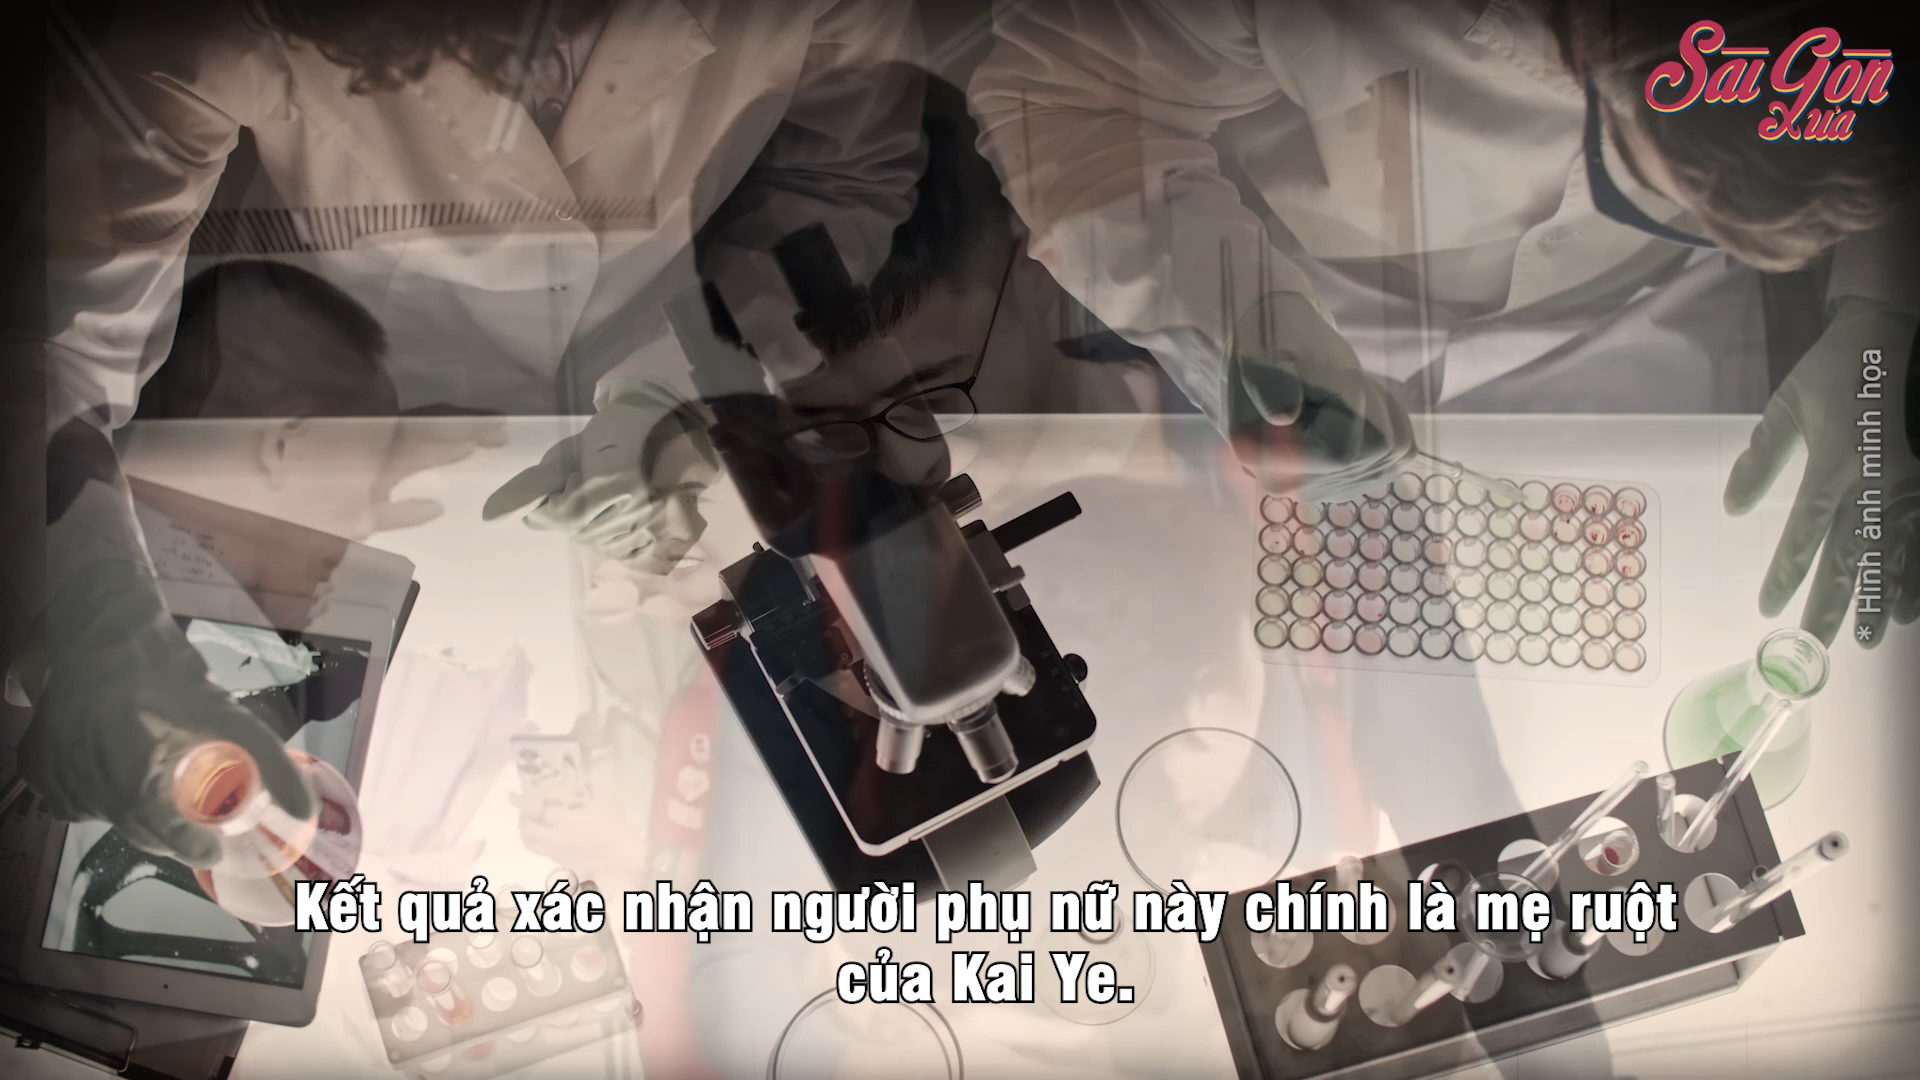 Sài Gòn
Xưa
* Hình ảnh minh họa
Kết quả xác nhận người phụ nữ này chính là mẹ ruột
của Kai Ye.